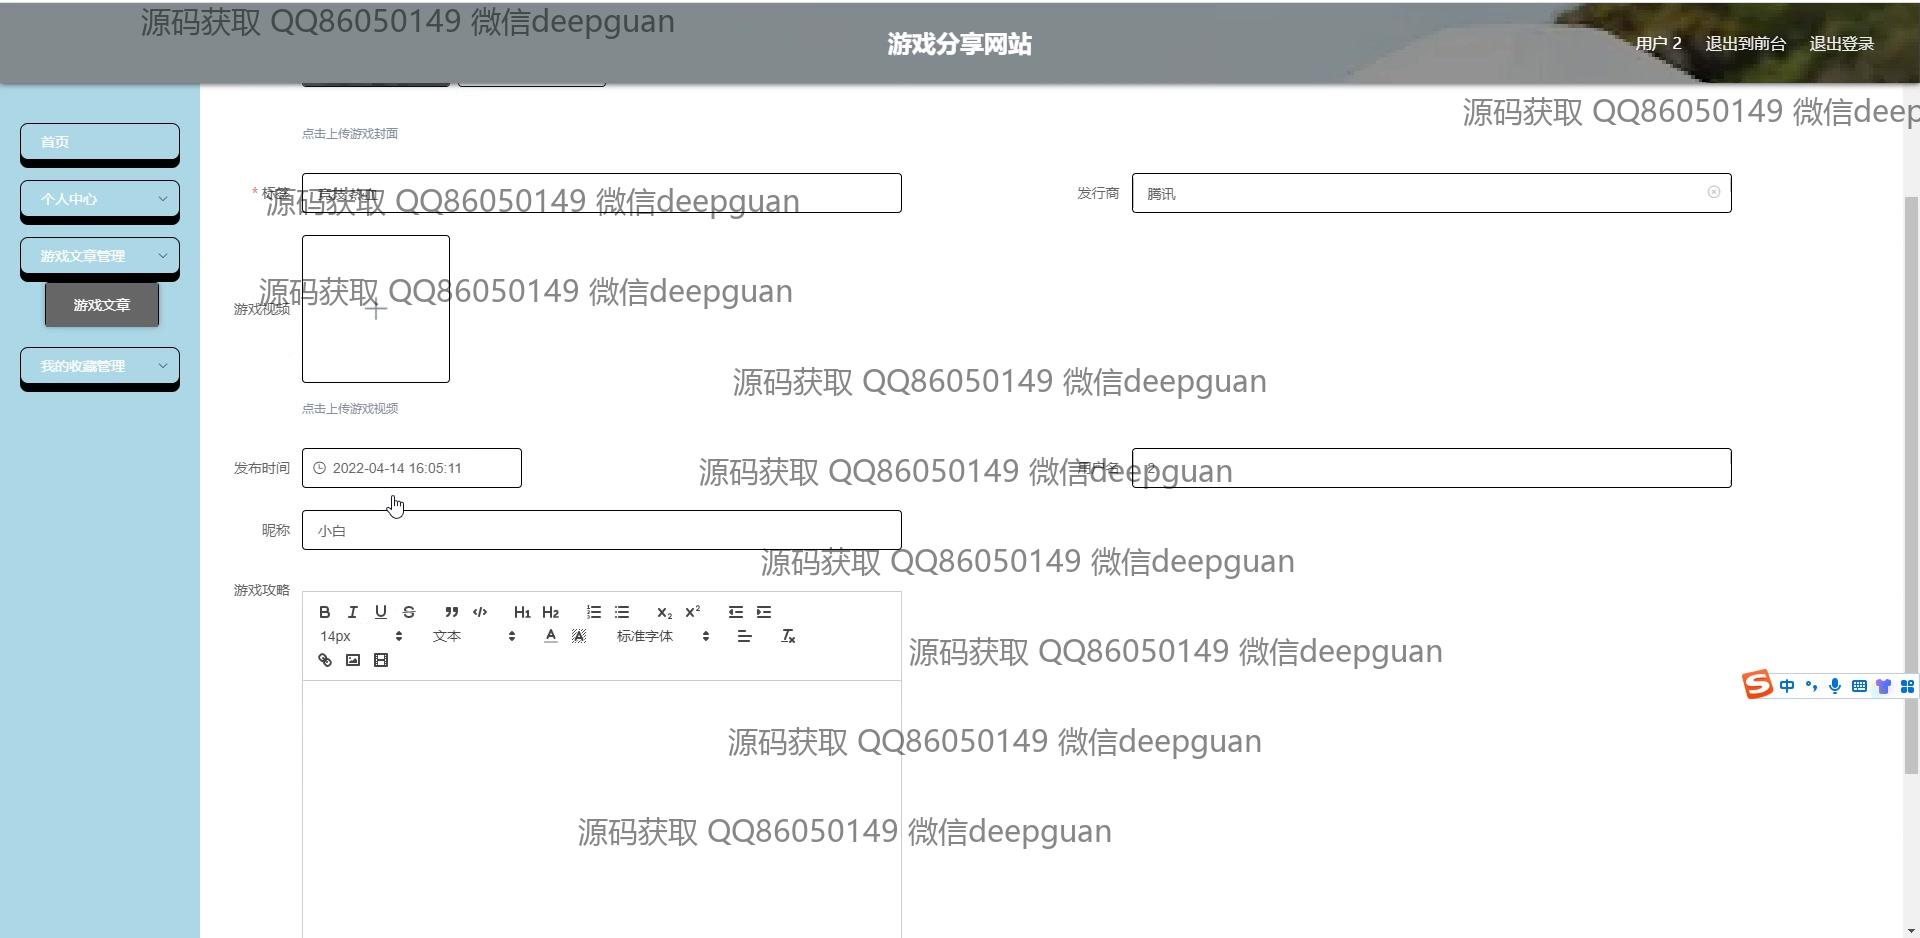 源码获取 QQ86050149 微信deepguan
游戏分享网站
用户 2 退出到前台 退出登录
源码获取 QQ86050149 微信deep
首页
个人中心
游戏文章管理
游戏文章
我的收藏管理
点击上传游戏封面
* 标签
发行商 腾讯
源码获取 QQ86050149 微信deepguan
源码获取 QQ86050149 微信deepguan
游戏视频
源码获取 QQ86050149 微信deepguan
点击上传游戏视频
发布时间 2022-04-14 16:05:11
用户名 2
源码获取 QQ86050149 微信deepguan
昵称 小白
源码获取 QQ86050149 微信deepguan
游戏攻略
B I U S H1 H2 X2 X2
14px 文本 A A 标准字体 Tx
源码获取 QQ86050149 微信deepguan
S 中
源码获取 QQ86050149 微信deepguan
源码获取 QQ86050149 微信deepguan